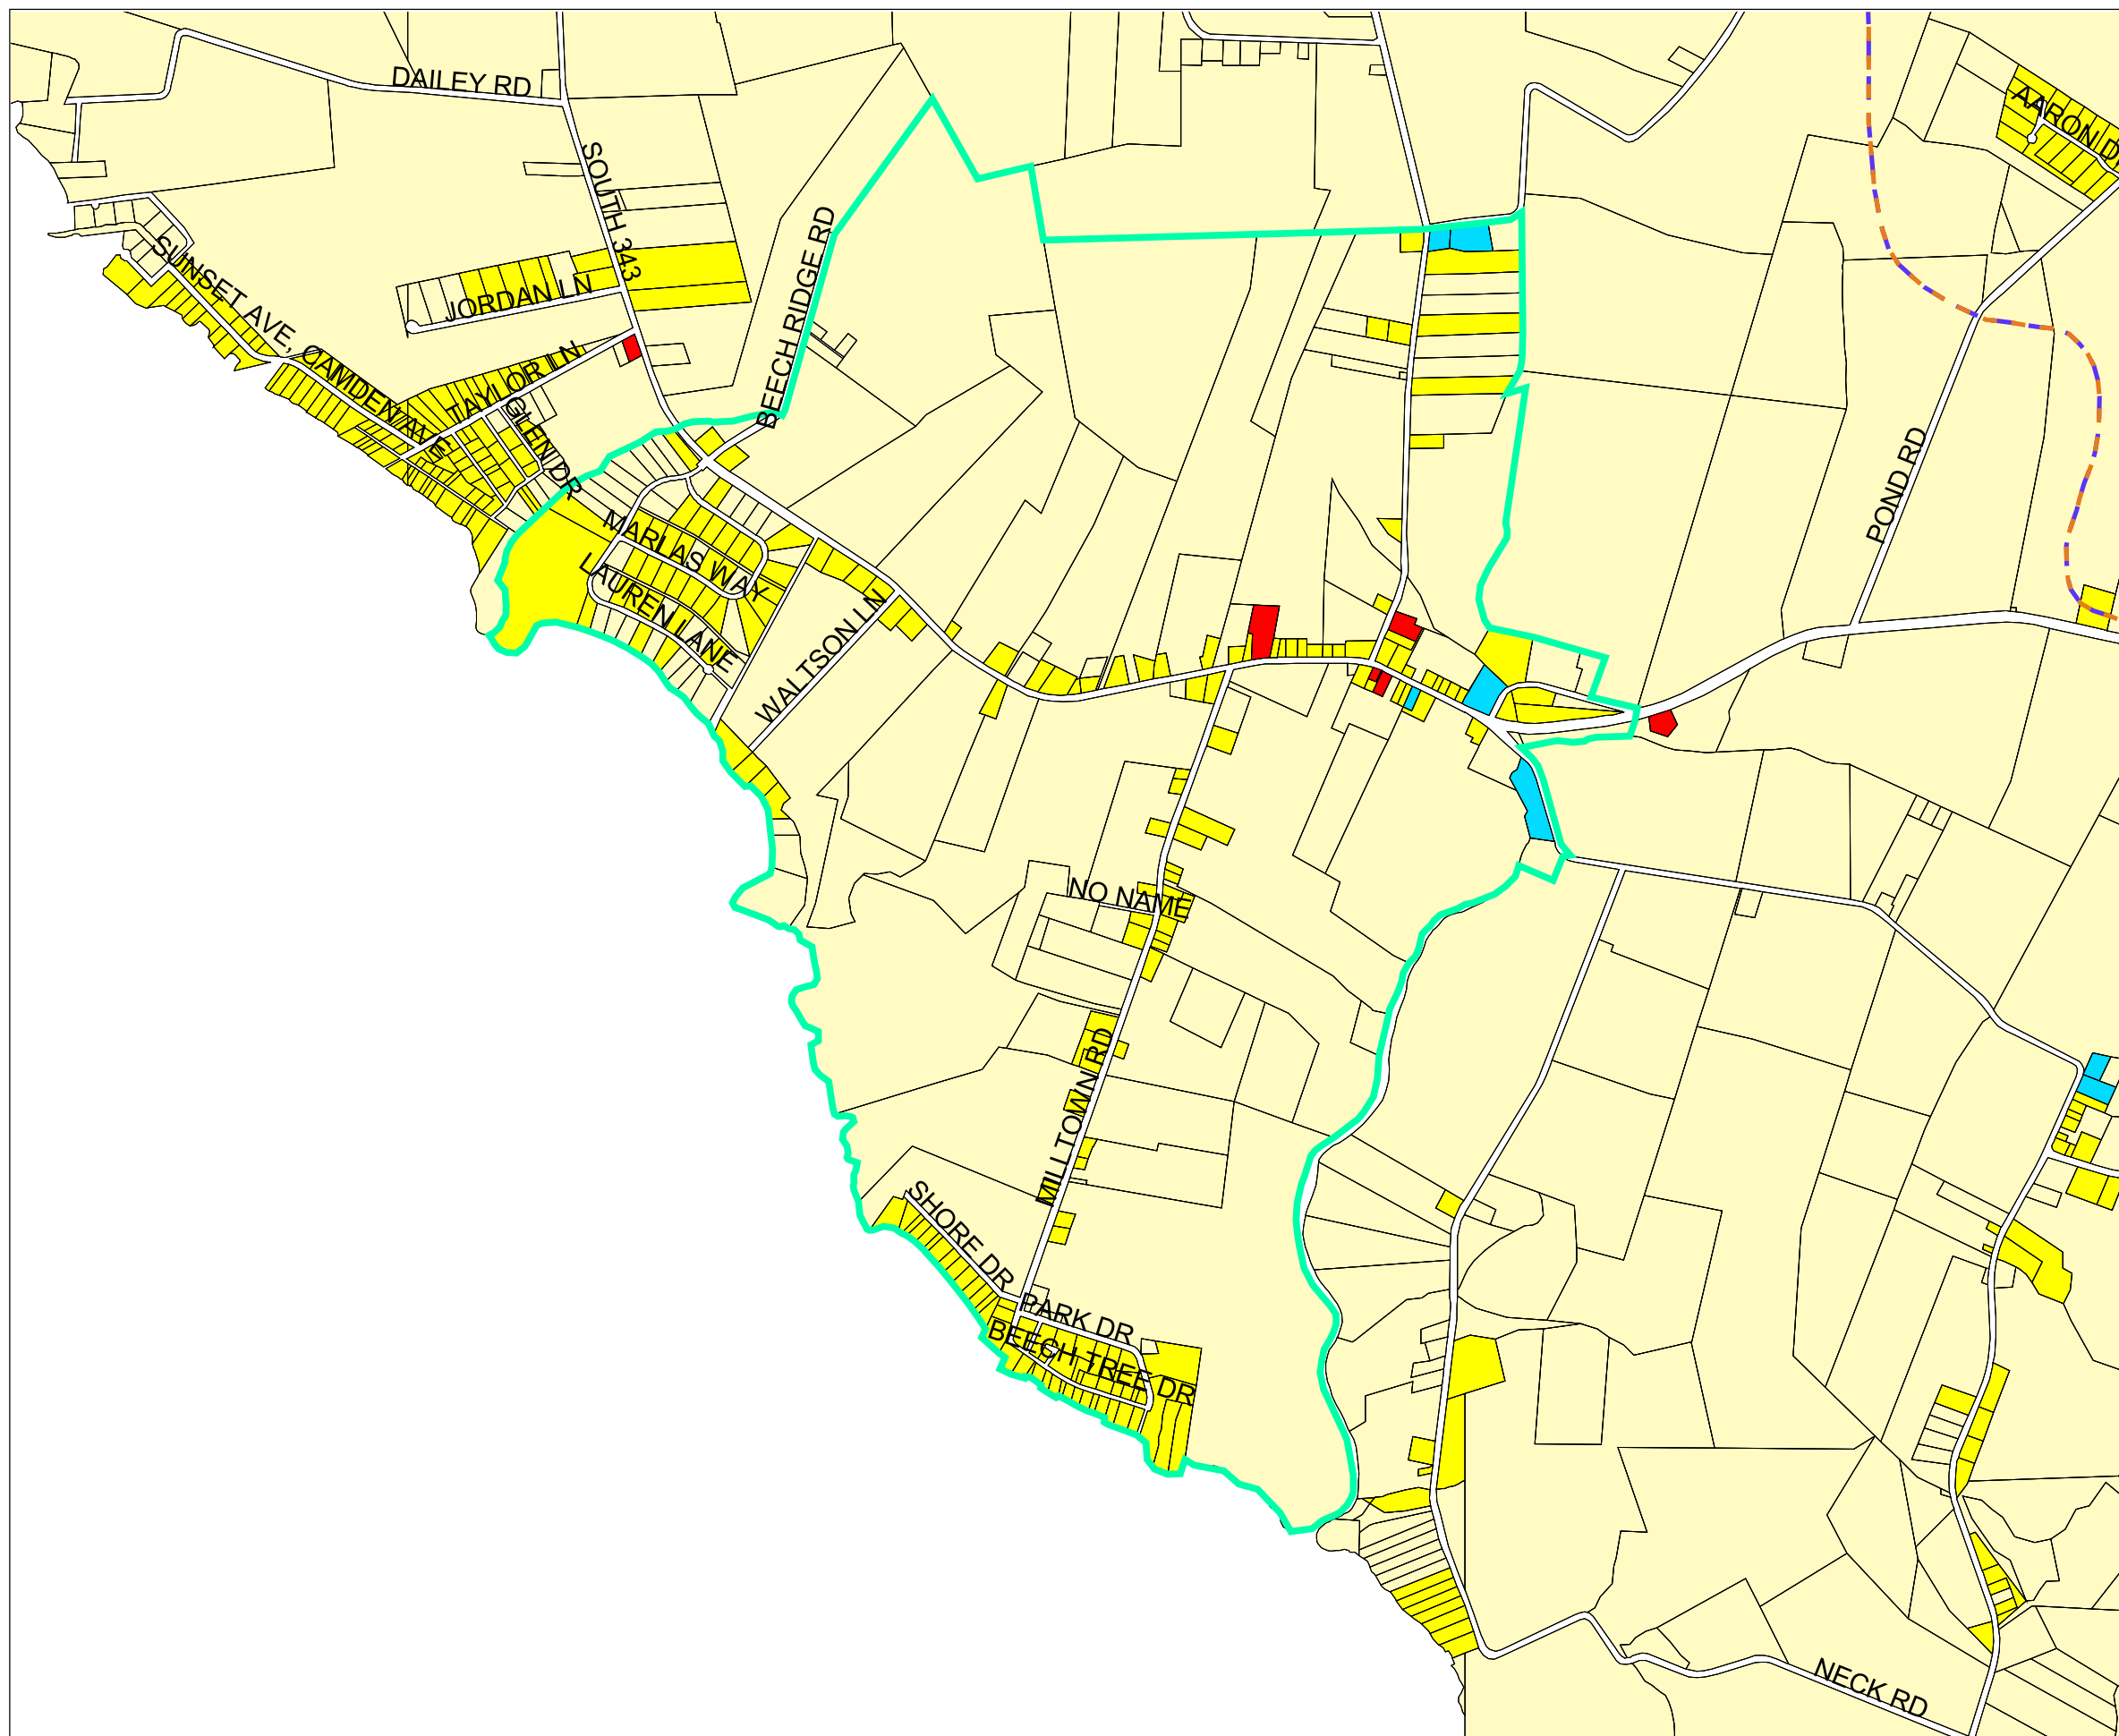 DAILEY RD
AARON D
SOUTH 343
BEECH RIDGE RD
SUNSET AVE, CAMDEN
JORDAN LN
TAYLOR LN
GLEN DR
POND RD
MARLAS WAY
LAUREN LANE
WALTSON LN
NO NAME
MILLTOWN RD
SHORE DR
PARK DR
BEECH TREE DR
NECK RD